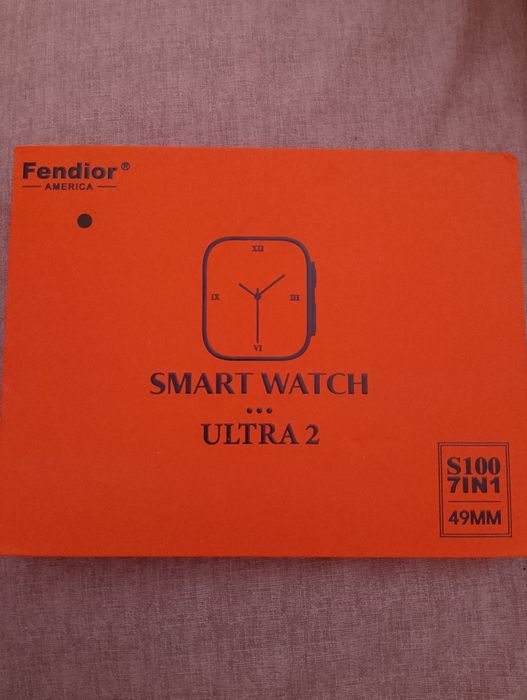 Fendior®
AMERICA
XII
IX III
VI
SMART WATCH
ULTRA 2
S100
7IN1
49MM